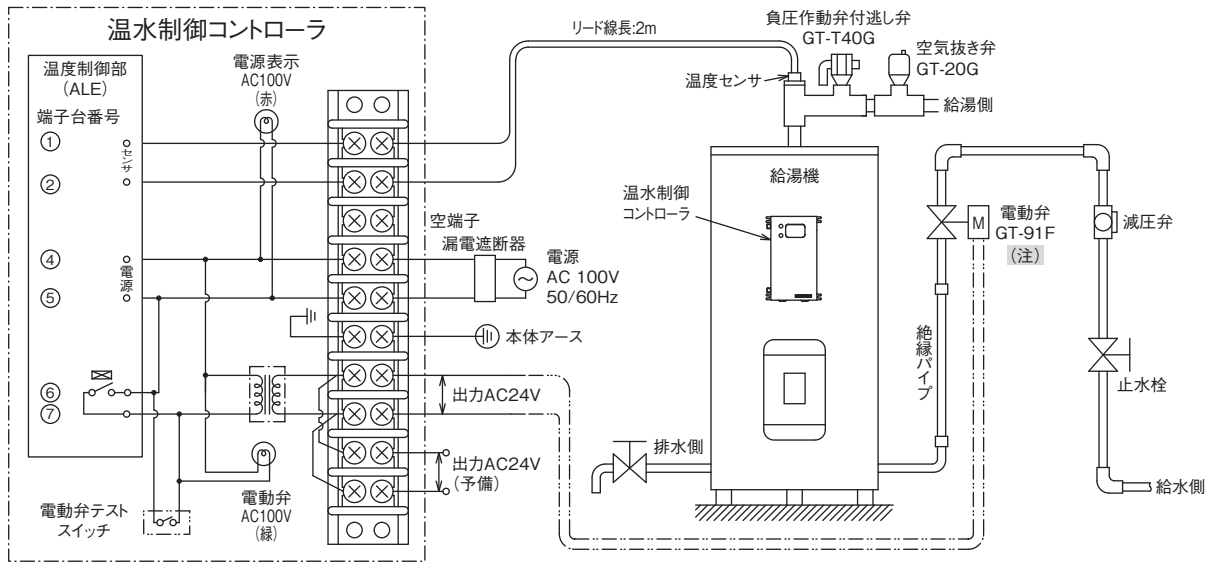 温水制御コントローラ
温度制御部
(ALE)
端子台番号
①
②
④
⑤
⑥
⑦
センサ
電源
電源表示
AC100V
(赤)
電動弁
AC100V
(緑)
電動弁テスト
スイッチ
リード線長:2m
空端子
漏電遮断器
電源
AC 100V
50/60Hz
本体アース
出力AC24V
出力AC24V
(予備)
負圧作動弁付逃し弁
GT-T40G
空気抜き弁
GT-20G
温度センサ
給湯側
給湯機
温水制御
コントローラ
排水側
絶縁パイプ
M
電動弁
GT-91F
(注)
減圧弁
止水栓
給水側